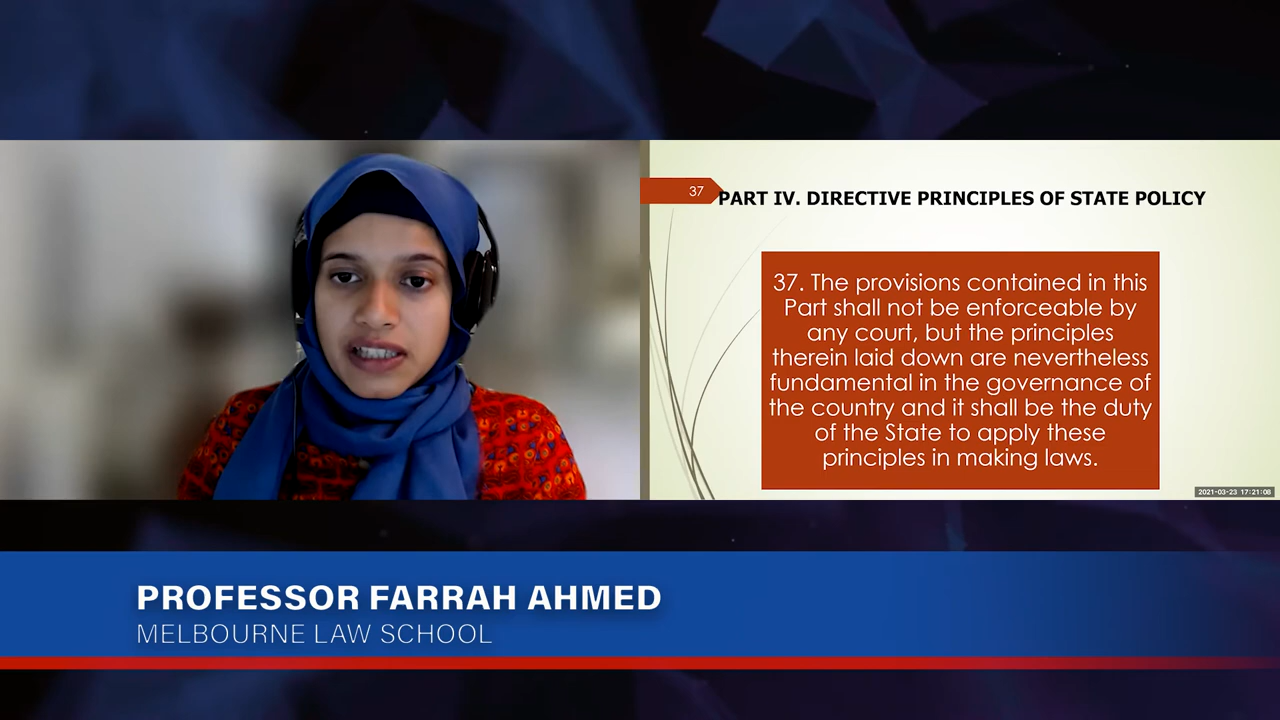 37
PART IV. DIRECTIVE PRINCIPLES OF STATE POLICY
37. The provisions contained in this
Part shall not be enforceable by
any court, but the principles
therein laid down are nevertheless
fundamental in the governance of
the country and it shall be the duty
of the State to apply these
principles in making laws.
2021-03-23 17:21:08
PROFESSOR FARRAH AHMED
MELBOURNE LAW SCHOOL